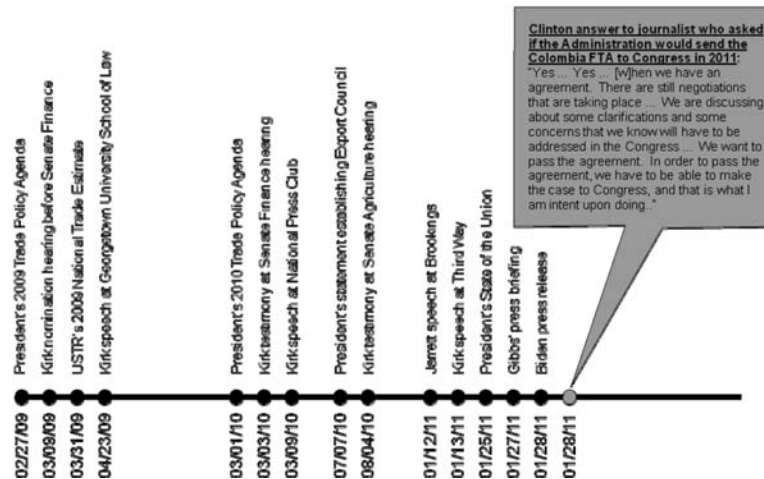 Clinton answer to journalist who asked
if the Administration would send the
Colombia FTA to Congress in 2011:
"Yes ... Yes ... [w]hen we have an
agreement. There are still negotiations
that are taking place ... We are discussing
about some clarifications and some
concerns that we know will have to be
addressed in the Congress ... We want to
pass the agreement. In order to pass the
agreement, we have to be able to make
the case to Congress, and that is what I
am intent upon doing.."
President's 2009 Trade Policy Agenda
Kirk nomination hearing before Senate Finance
USTR's 2009 National Trade Estimate
Kirk speech at Georgetown University School of Law
President's 2010 Trade Policy Agenda
Kirk testimony at Senate Finance hearing
Kirk speech at National Press Club
President's statement establishing Export Council
Kirk testimony at Senate Agriculture hearing
Jarrett speech at Brookings
Kirk speech at Third Way
President's State of the Union
Gibbs' press briefing
Biden press release
02/27/09
03/09/09
03/31/09
04/23/09
03/01/10
03/03/10
03/09/10
07/07/10
08/04/10
01/12/11
01/13/11
01/25/11
01/27/11
01/28/11
01/28/11